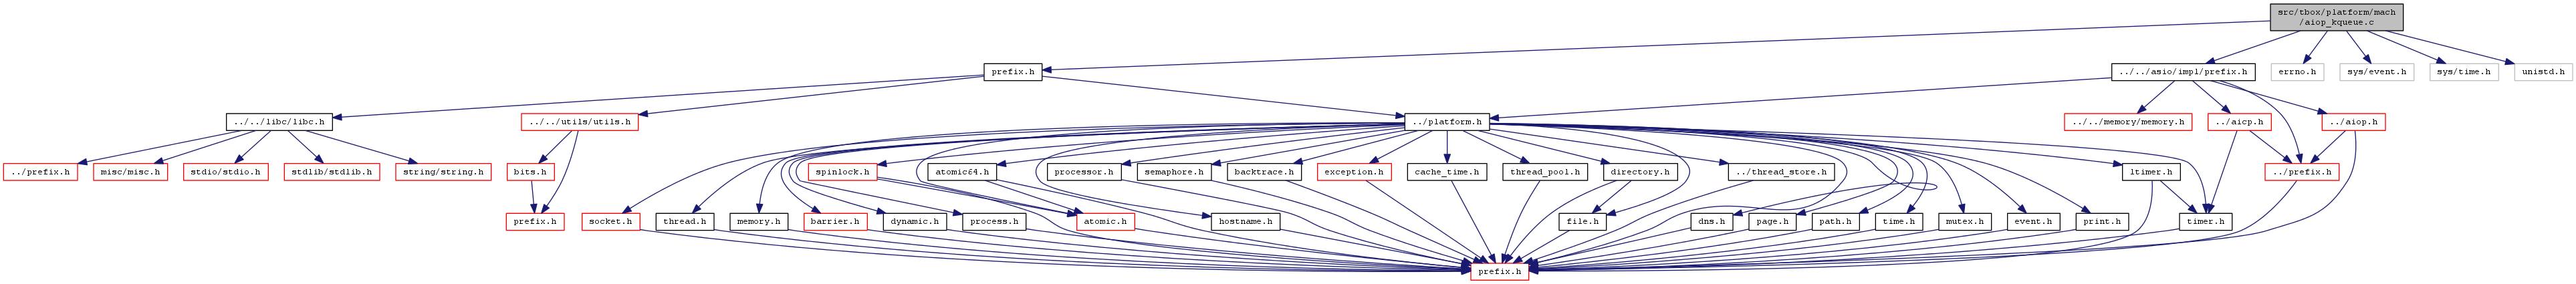 src/tbox/platform/mach
/aiop_kqueue.c
prefix.h
../../asio/impl/prefix.h
errno.h
sys/event.h
sys/time.h
unistd.h
../../libc/libc.h
../../utils/utils.h
../platform.h
../../memory/memory.h
../aicp.h
../aiop.h
../prefix.h
misc/misc.h
stdio/stdio.h
stdlib/stdlib.h
string/string.h
bits.h
spinlock.h
atomic64.h
processor.h
semaphore.h
backtrace.h
exception.h
cache_time.h
thread_pool.h
directory.h
../thread_store.h
ltimer.h
../prefix.h
prefix.h
socket.h
thread.h
memory.h
barrier.h
dynamic.h
process.h
atomic.h
hostname.h
file.h
dns.h
page.h
path.h
time.h
mutex.h
event.h
print.h
timer.h
prefix.h